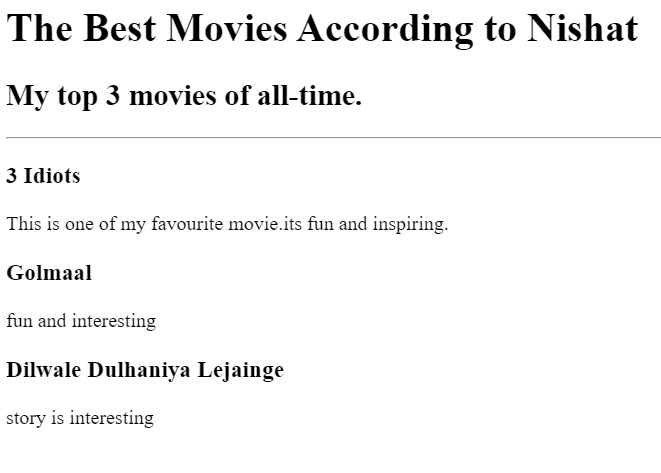 The Best Movies According to Nishat
My top 3 movies of all-time.
3 Idiots
This is one of my favourite movie.its fun and inspiring.
Golmaal
fun and interesting
Dilwale Dulhaniya Lejainge
story is interesting